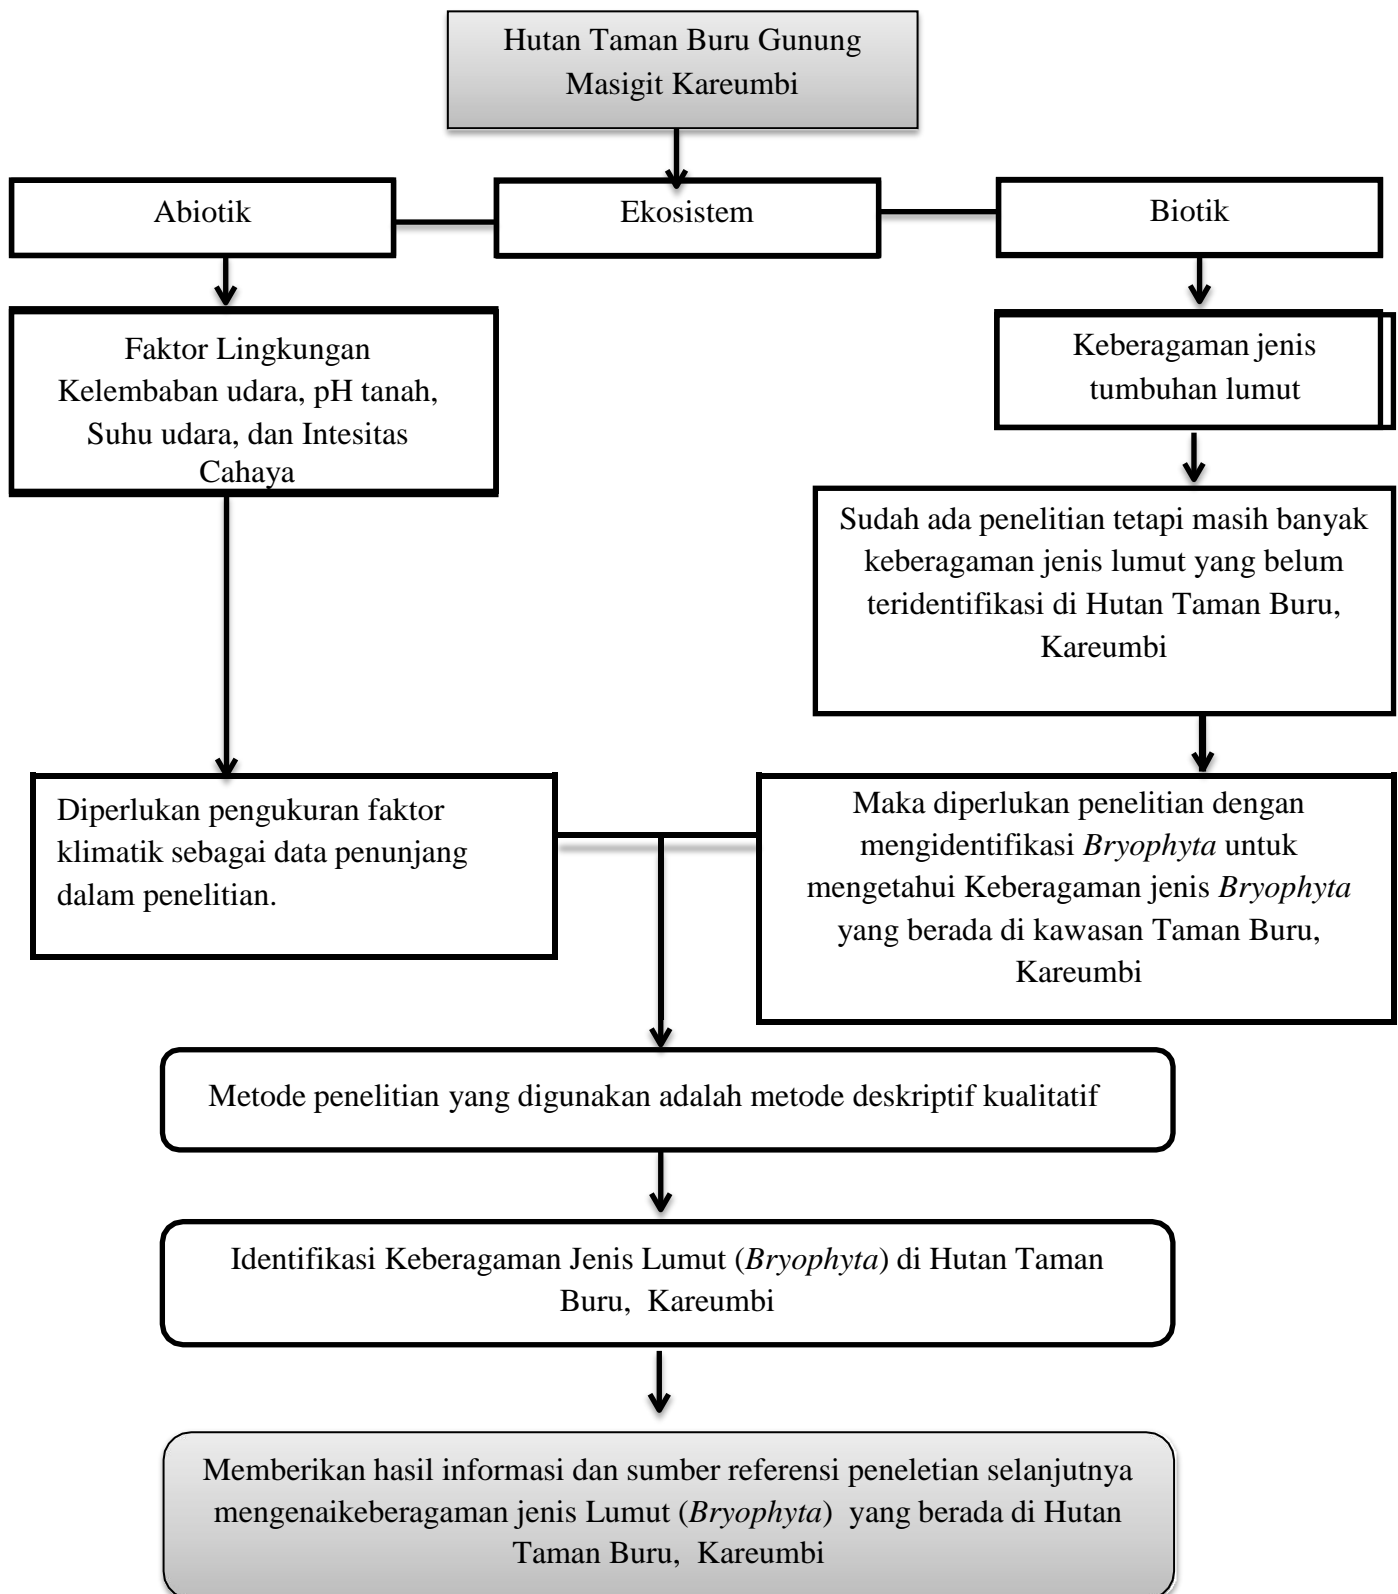 Hutan Taman Buru Gunung
Masigit Kareumbi
Abiotik
Ekosistem
Biotik
Faktor Lingkungan
Kelembaban udara, pH tanah,
Suhu udara, dan Intesitas
Cahaya
Keberagaman jenis
tumbuhan lumut
Sudah ada penelitian tetapi masih banyak
keberagaman jenis lumut yang belum
teridentifikasi di Hutan Taman Buru,
Kareumbi
Diperlukan pengukuran faktor
klimatik sebagai data penunjang
dalam penelitian.
Maka diperlukan penelitian dengan
mengidentifikasi Bryophyta untuk
mengetahui Keberagaman jenis Bryophyta
yang berada di kawasan Taman Buru,
Kareumbi
Metode penelitian yang digunakan adalah metode deskriptif kualitatif
Identifikasi Keberagaman Jenis Lumut (Bryophyta) di Hutan Taman
Buru, Kareumbi
Memberikan hasil informasi dan sumber referensi peneletian selanjutnya
mengenaikeberagaman jenis Lumut (Bryophyta) yang berada di Hutan
Taman Buru, Kareumbi